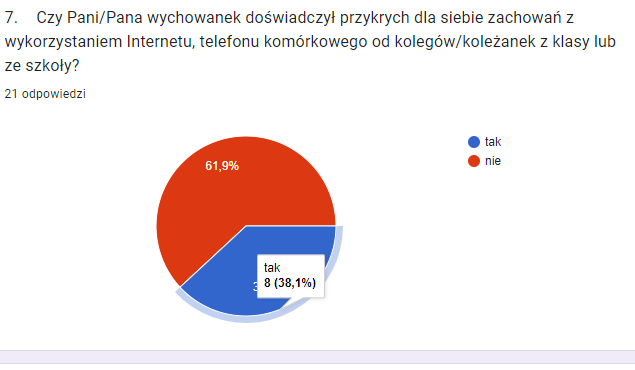 7. Czy Pani/Pana wychowanek doświadczył przykrych dla siebie zachowań z
wykorzystaniem Internetu, telefonu komórkowego od kolegów/koleżanek z klasy lub
ze szkoły?
21 odpowiedzi
tak
nie
61,9%
tak
8 (38,1%)